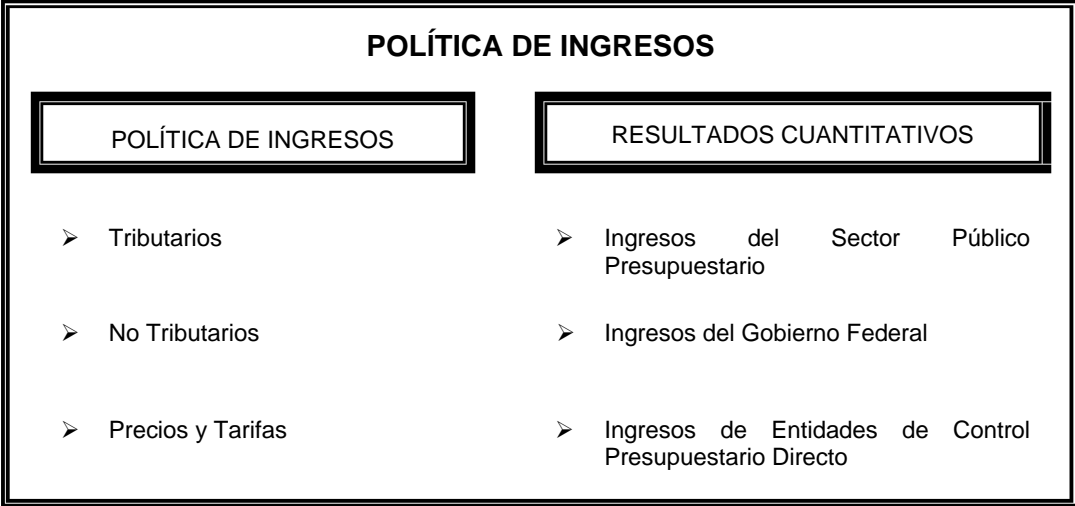 POLÍTICA DE INGRESOS
POLÍTICA DE INGRESOS
➢ Tributarios
➢ No Tributarios
➢ Precios y Tarifas
RESULTADOS CUANTITATIVOS
➢ Ingresos del Sector Público
Presupuestario
➢ Ingresos del Gobierno Federal
➢ Ingresos de Entidades de Control
Presupuestario Directo